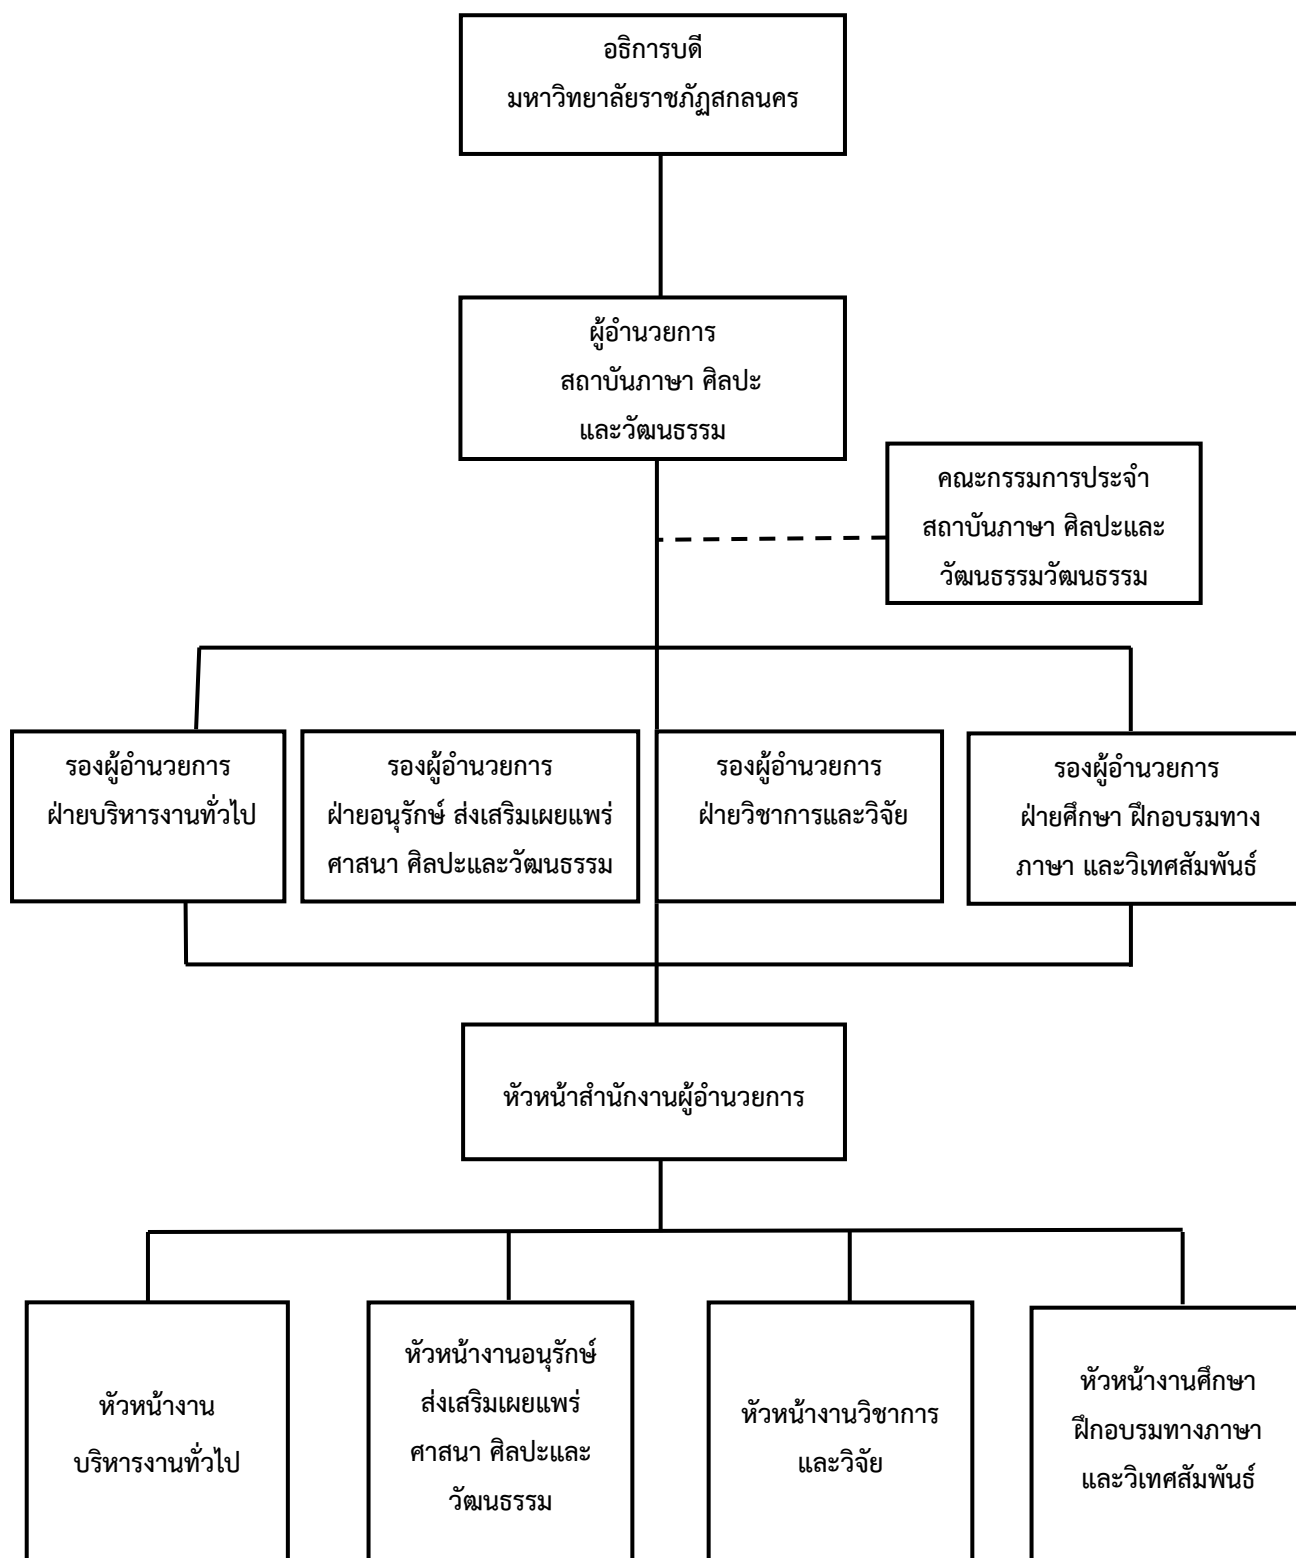 อธิการบดี
มหาวิทยาลัยราชภัฏสกลนคร
ผู้อำนวยการ
สถาบันภาษา ศิลปะ
และวัฒนธรรม
คณะกรรมการประจำ
สถาบันภาษา ศิลปะและ
วัฒนธรรมวัฒนธรรม
รองผู้อำนวยการ
ฝ่ายบริหารงานทั่วไป
รองผู้อำนวยการ
ฝ่ายอนุรักษ์ ส่งเสริมเผยแพร่
ศาสนา ศิลปะและวัฒนธรรม
รองผู้อำนวยการ
ฝ่ายวิชาการและวิจัย
รองผู้อำนวยการ
ฝ่ายศึกษา ฝึกอบรมทาง
ภาษา และวิเทศสัมพันธ์
หัวหน้าสำนักงานผู้อำนวยการ
หัวหน้างาน
บริหารงานทั่วไป
หัวหน้างานอนุรักษ์
ส่งเสริมเผยแพร่
ศาสนา ศิลปะและ
วัฒนธรรม
หัวหน้างานวิชาการ
และวิจัย
หัวหน้างานศึกษา
ฝึกอบรมทางภาษา
และวิเทศสัมพันธ์